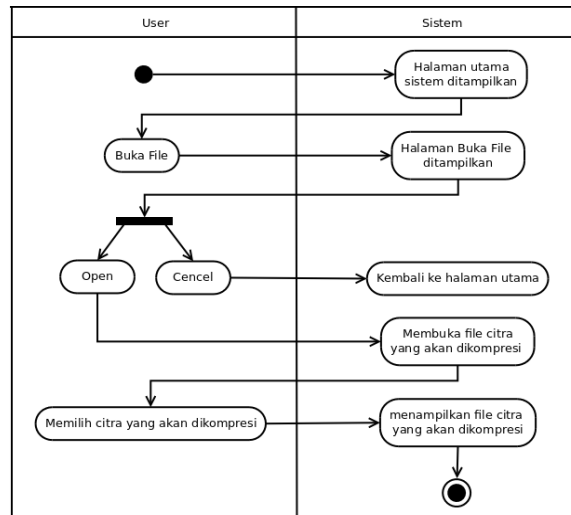 User
Sistem
Halaman utama
sistem ditampilkan
Buka File
Halaman Buka File
ditampilkan
Open
Cencel
Kembali ke halaman utama
Membuka file citra
yang akan dikompresi
Memilih citra yang akan dikompresi
menampilkan file citra
yang akan dikompresi